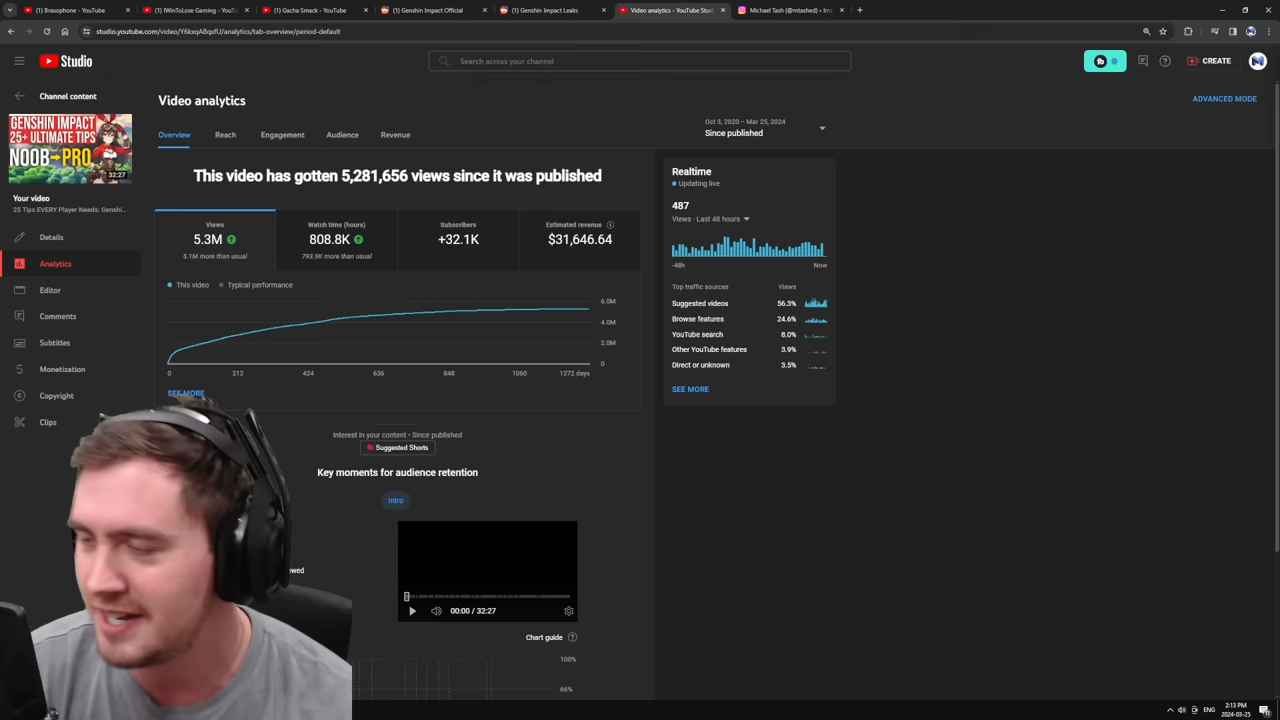 (1) Braxophone - YouTube
(1) IWinToLose Gaming - YouT
(1) Gacha Smack - YouTube
(1) Genshin Impact Official
(1) Genshin Impact Leaks
Video analytics - YouTube Stud
Michael Tash (@mtashed) • Ins
studio.youtube.com/video/Y6kxqA8qxfU/analytics/tab-overview/period-default
Studio
Search across your channel
CREATE
Channel content
Video analytics
ADVANCED MODE
Overview
Reach
Engagement
Audience
Revenue
Oct 3, 2020 – Mar 25, 2024
Since published
GENSHIN IMPACT
25+ ULTIMATE TIPS
NOOB PRO
32:27
Your video
25 Tips EVERY Player Needs: Genshi...
Details
Analytics
Editor
Comments
Subtitles
Monetization
Copyright
Clips
This video has gotten 5,281,656 views since it was published
Views
5.3M
5.1M more than usual
Watch time (hours)
808.8K
793.9K more than usual
Subscribers
+32.1K
Estimated revenue
$31,646.64
This video
Typical performance
6.0M
4.0M
2.0M
0
0
212
424
636
848
1060
1272 days
SEE MORE
Interest in your content • Since published
Suggested Shorts
Key moments for audience retention
Intro
00:00 / 32:27
Chart guide
100%
66%
Realtime
Updating live
487
Views · Last 48 hours
-48h
Now
Top traffic sources
Views
Suggested videos
56.3%
Browse features
24.6%
YouTube search
8.0%
Other YouTube features
3.9%
Direct or unknown
3.5%
SEE MORE
ENG
2:13 PM
2024-03-25